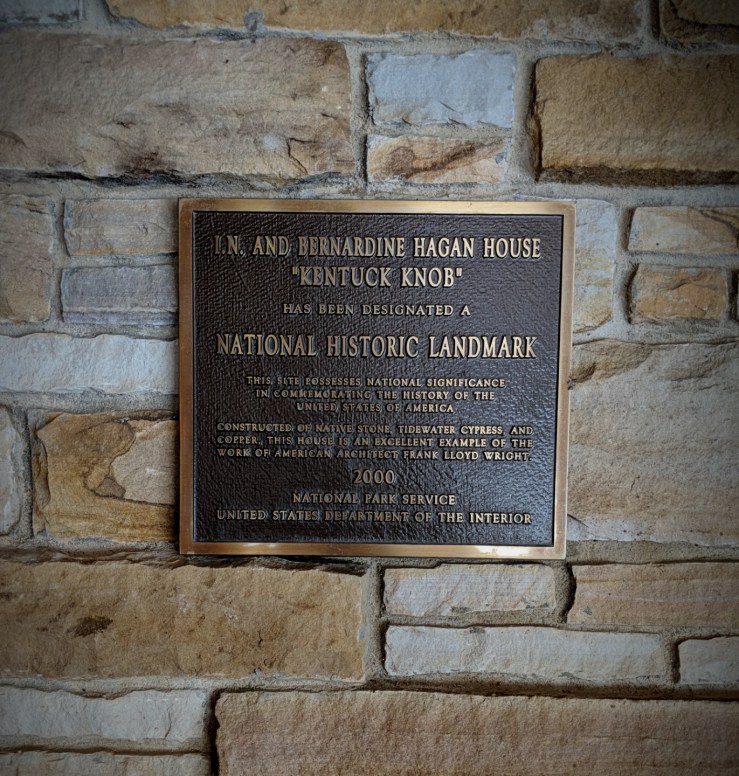 I.N. AND BERNARDINE HAGAN HOUSE
"KENTUCK KNOB"
HAS BEEN DESIGNATED A
NATIONAL HISTORIC LANDMARK
THIS SITE POSSESSES NATIONAL SIGNIFICANCE
IN COMMEMORATING THE HISTORY OF THE
UNITED STATES OF AMERICA
CONSTRUCTED OF NATIVE STONE, TIDEWATER CYPRESS, AND
COPPER, THIS HOUSE IS AN EXCELLENT EXAMPLE OF THE
WORK OF AMERICAN ARCHITECT FRANK LLOYD WRIGHT.
2000
NATIONAL PARK SERVICE
UNITED STATES DEPARTMENT OF THE INTERIOR